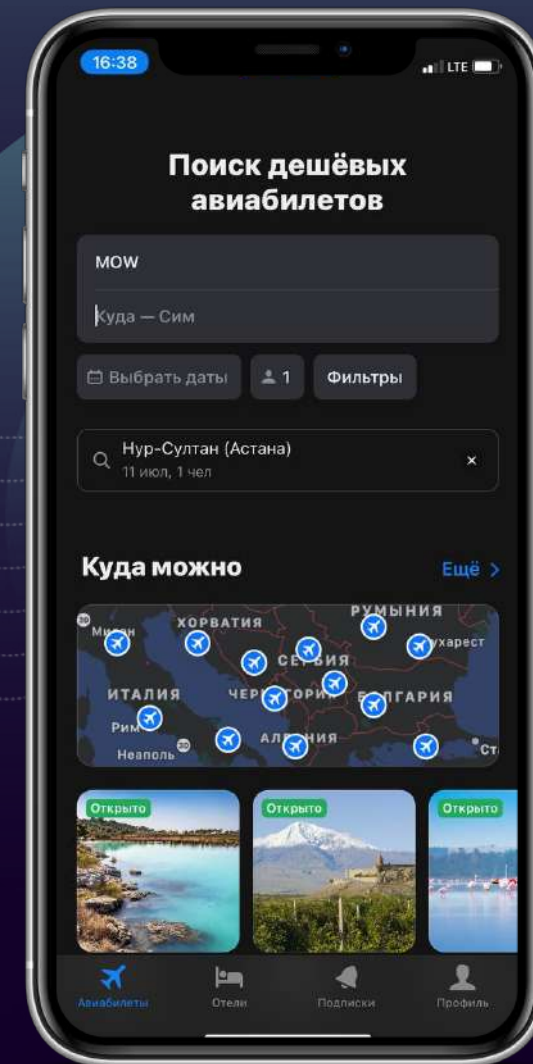 16:38
LTE
Поиск дешёвых
авиабилетов
MOW
Куда — Сим
Выбрать даты
1
Фильтры
Нур-Султан (Астана)
11 июл, 1 чел
Куда можно
Ещё >
РУМЫНИЯ
ХОРВАТИЯ
ИТАЛИЯ
Рим
Неаполь
Открыто
Открыто
Открыто
Авиабилеты
Отели
Подписки
Профиль